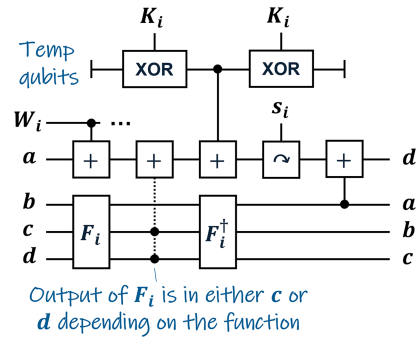 K_i K_i
Temp
qubits
XOR XOR
W_i ... s_i
a + + + ↷ + d
b a
c F_i F_i^† b
d c
Output of F_i is in either c or
d depending on the function